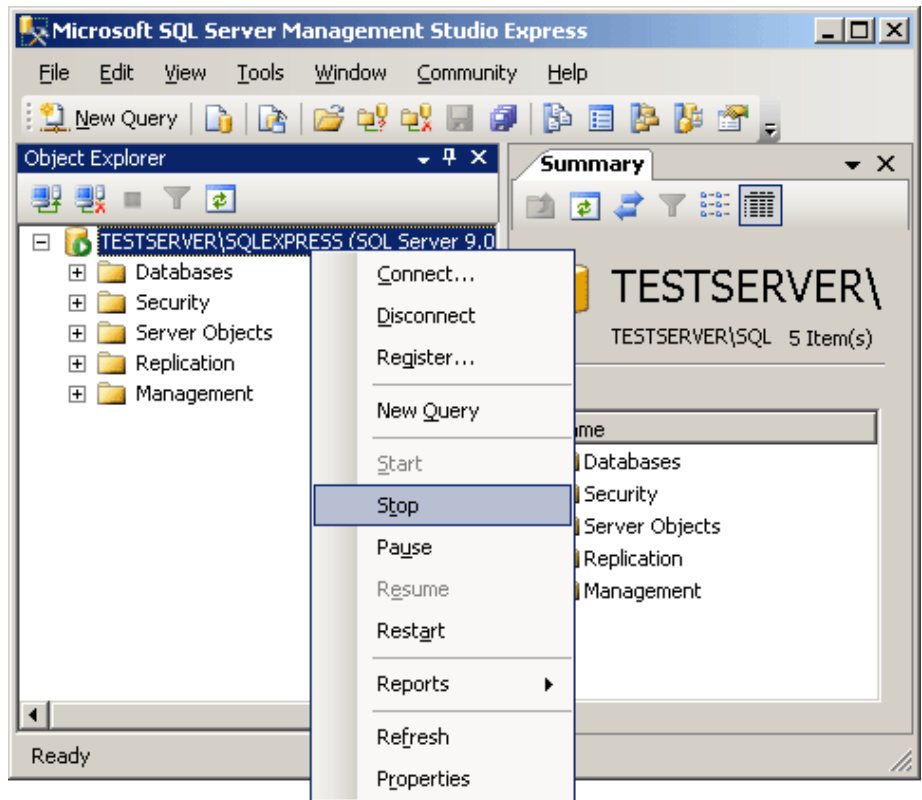 Microsoft SQL Server Management Studio Express
File Edit View Tools Window Community Help
New Query
Object Explorer
TESTSERVER\SQLEXPRESS (SQL Server 9.0
Databases
Security
Server Objects
Replication
Management
Connect...
Disconnect
Register...
New Query
Start
Stop
Pause
Resume
Restart
Reports
Refresh
Properties
Summary
TESTSERVER\
TESTSERVER\SQL 5 Item(s)
ame
Databases
Security
Server Objects
Replication
Management
Ready